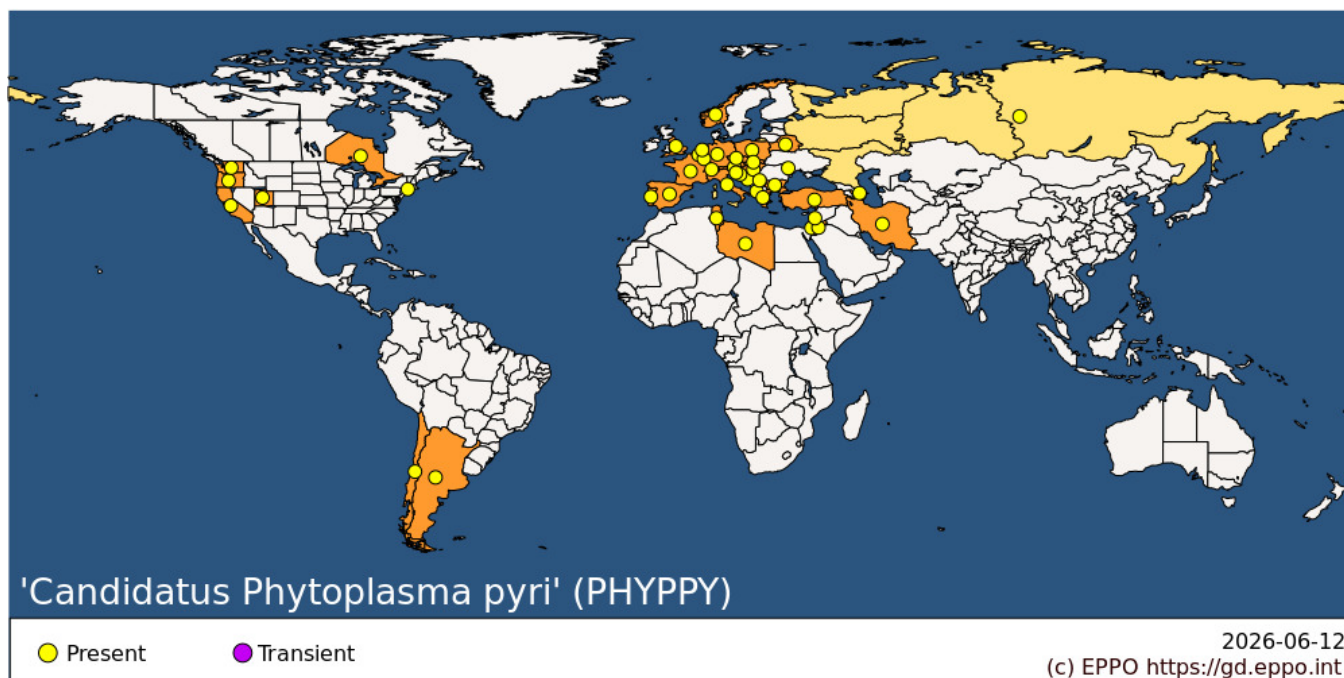 'Candidatus Phytoplasma pyri' (PHYPPY)
Present
Transient
2026-06-12
(c) EPPO https://gd.eppo.int